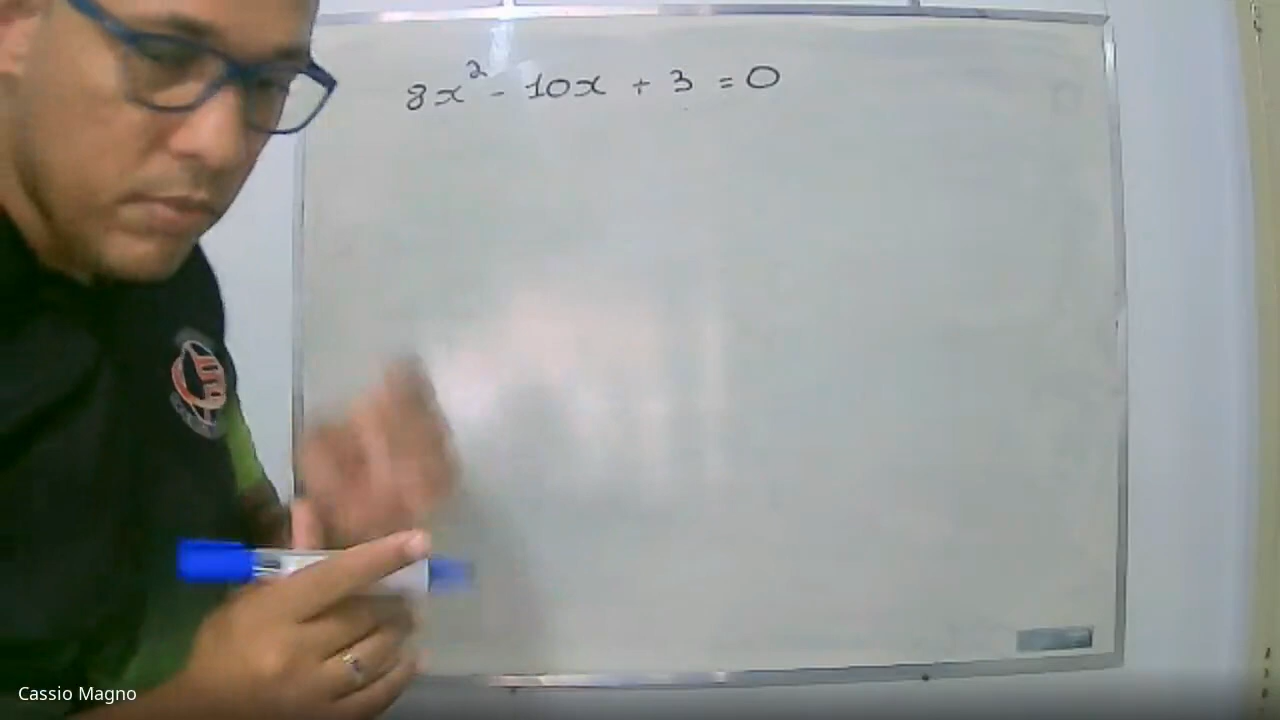 8x² - 10x + 3 = 0
Cassio Magno